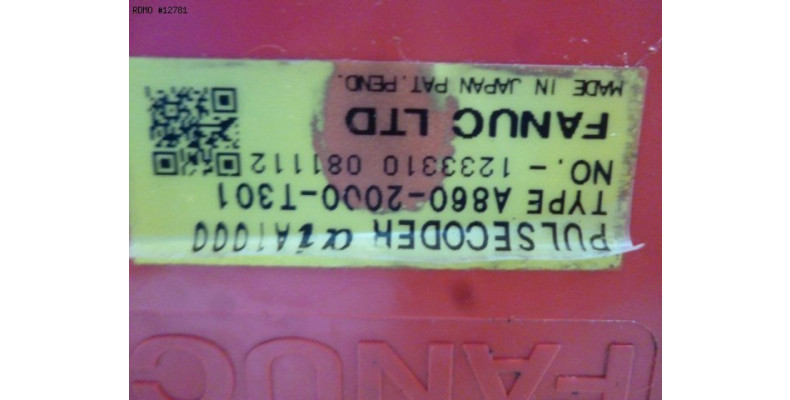 RDMO #12781
PULSECODER αiA1000
TYPE A860-2000-T301
NO. - 1233310 081112
FANUC LTD
MADE IN JAPAN PAT.PEND.
FANUC